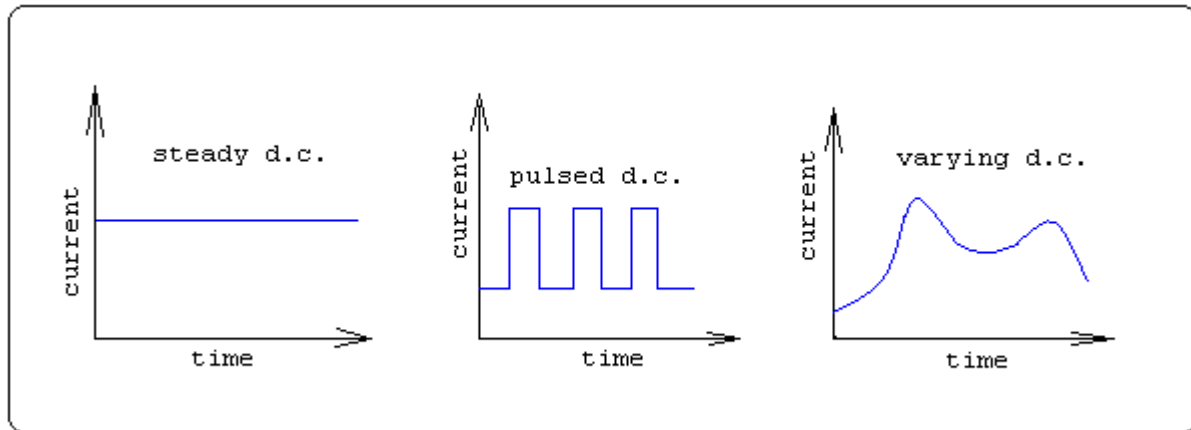 steady d.c.
current
time
pulsed d.c.
current
time
varying d.c.
current
time